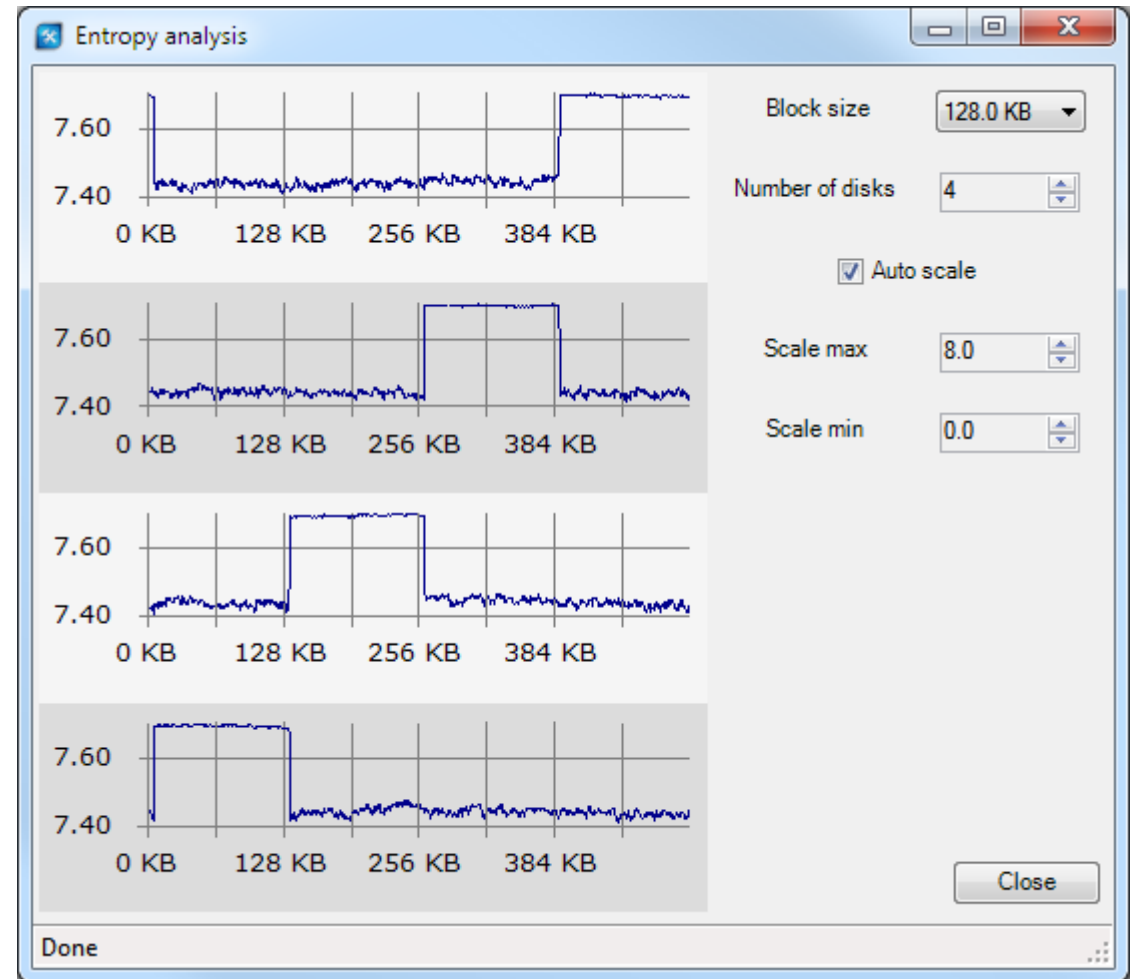 Entropy analysis
7.60
7.40
0 KB 128 KB 256 KB 384 KB
7.60
7.40
0 KB 128 KB 256 KB 384 KB
7.60
7.40
0 KB 128 KB 256 KB 384 KB
7.60
7.40
0 KB 128 KB 256 KB 384 KB
Block size 128.0 KB
Number of disks 4
Auto scale
Scale max 8.0
Scale min 0.0
Close
Done